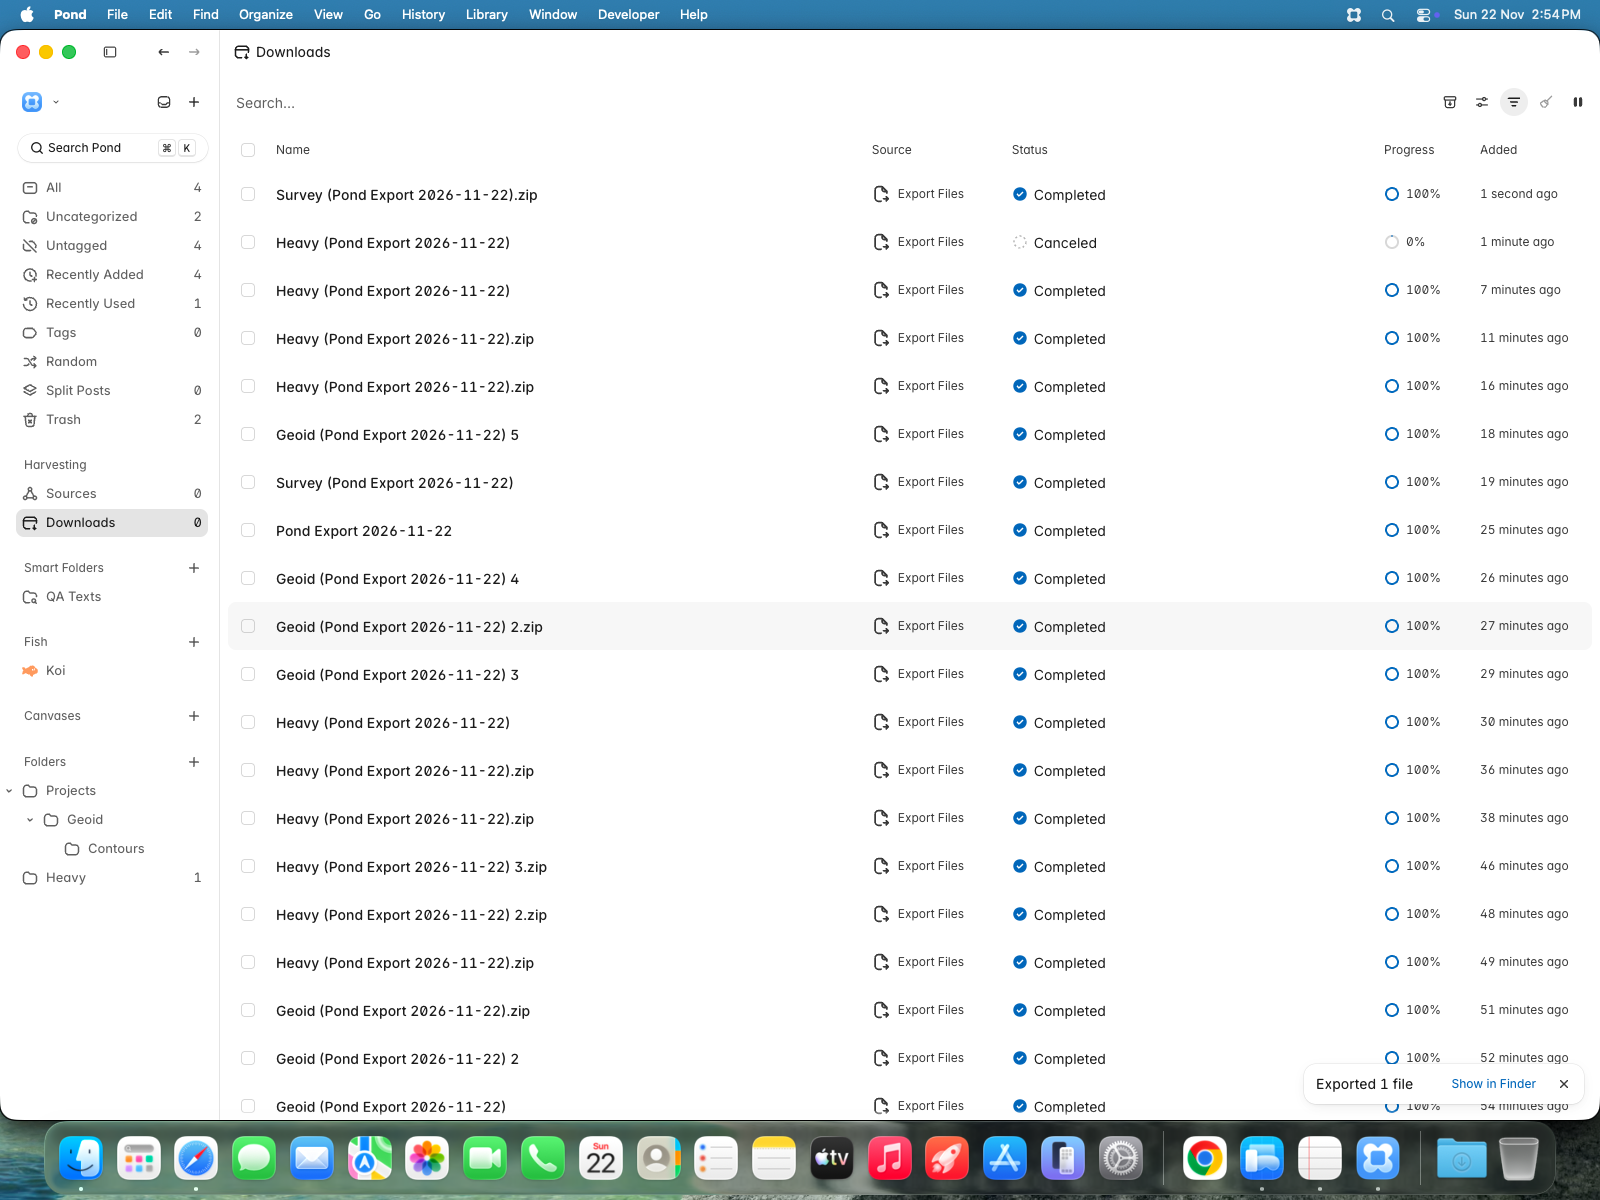 Pond File Edit Find Organize View Go History Library Window Developer Help Sun 22 Nov 2:54 PM
Downloads
Search...
Search Pond ⌘ K
All 4
Uncategorized 2
Untagged 4
Recently Added 4
Recently Used 1
Tags 0
Random
Split Posts 0
Trash 2
Harvesting
Sources 0
Downloads 0
Smart Folders
QA Texts
Fish
Koi
Canvases
Folders
Projects
Geoid
Contours
Heavy 1
Name Source Status Progress Added
Survey (Pond Export 2026-11-22).zip Export Files Completed 100% 1 second ago
Heavy (Pond Export 2026-11-22) Export Files Canceled 0% 1 minute ago
Heavy (Pond Export 2026-11-22) Export Files Completed 100% 7 minutes ago
Heavy (Pond Export 2026-11-22).zip Export Files Completed 100% 11 minutes ago
Heavy (Pond Export 2026-11-22).zip Export Files Completed 100% 16 minutes ago
Geoid (Pond Export 2026-11-22) 5 Export Files Completed 100% 18 minutes ago
Survey (Pond Export 2026-11-22) Export Files Completed 100% 19 minutes ago
Pond Export 2026-11-22 Export Files Completed 100% 25 minutes ago
Geoid (Pond Export 2026-11-22) 4 Export Files Completed 100% 26 minutes ago
Geoid (Pond Export 2026-11-22) 2.zip Export Files Completed 100% 27 minutes ago
Geoid (Pond Export 2026-11-22) 3 Export Files Completed 100% 29 minutes ago
Heavy (Pond Export 2026-11-22) Export Files Completed 100% 30 minutes ago
Heavy (Pond Export 2026-11-22).zip Export Files Completed 100% 36 minutes ago
Heavy (Pond Export 2026-11-22).zip Export Files Completed 100% 38 minutes ago
Heavy (Pond Export 2026-11-22) 3.zip Export Files Completed 100% 46 minutes ago
Heavy (Pond Export 2026-11-22) 2.zip Export Files Completed 100% 48 minutes ago
Heavy (Pond Export 2026-11-22).zip Export Files Completed 100% 49 minutes ago
Geoid (Pond Export 2026-11-22).zip Export Files Completed 100% 51 minutes ago
Geoid (Pond Export 2026-11-22) 2 Export Files Completed 100% 52 minutes ago
Geoid (Pond Export 2026-11-22) Export Files Completed 100% 54 minutes ago
Exported 1 file Show in Finder
Sun
22
tv